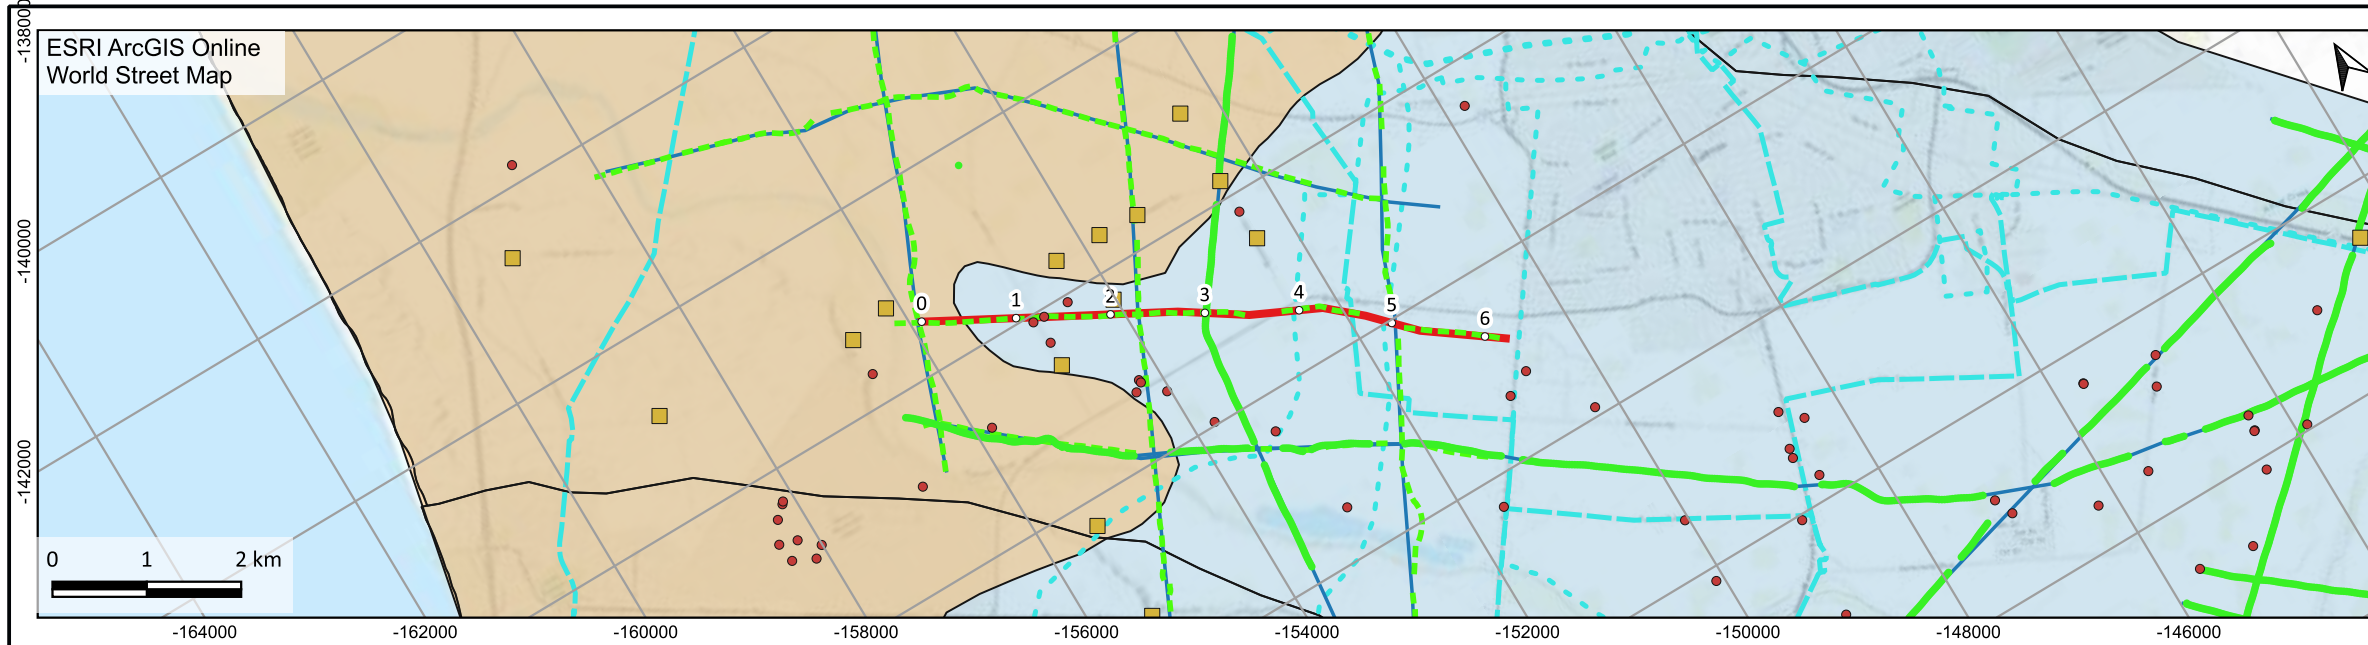 ESRI ArcGIS Online
World Street Map
-138000
-140000
-142000
0 1 2 3 4 5 6
0 1 2 km
-164000 -162000 -160000 -158000 -156000 -154000 -152000 -150000 -148000 -146000